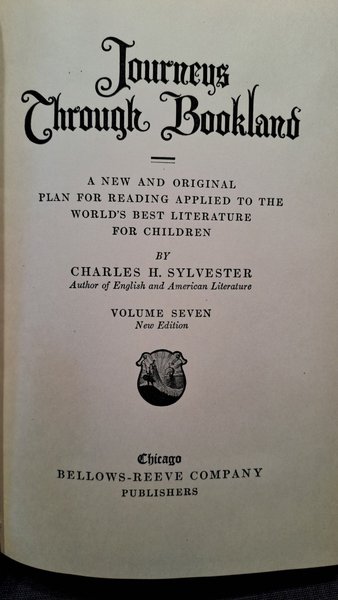 Journeys
Through Bookland
A NEW AND ORIGINAL
PLAN FOR READING APPLIED TO THE
WORLD'S BEST LITERATURE
FOR CHILDREN
BY
CHARLES H. SYLVESTER
Author of English and American Literature
VOLUME SEVEN
New Edition
Chicago
BELLOWS-REEVE COMPANY
PUBLISHERS